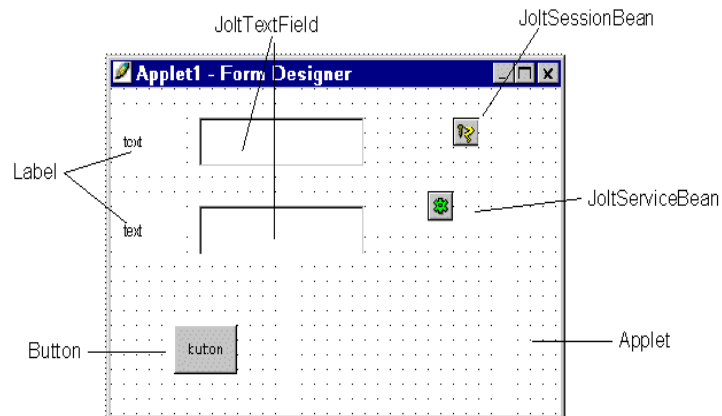 JoltTextField
JoltSessionBean
Applet1 - Form Designer
text
Label
JoltServiceBean
text
Applet
Button
button